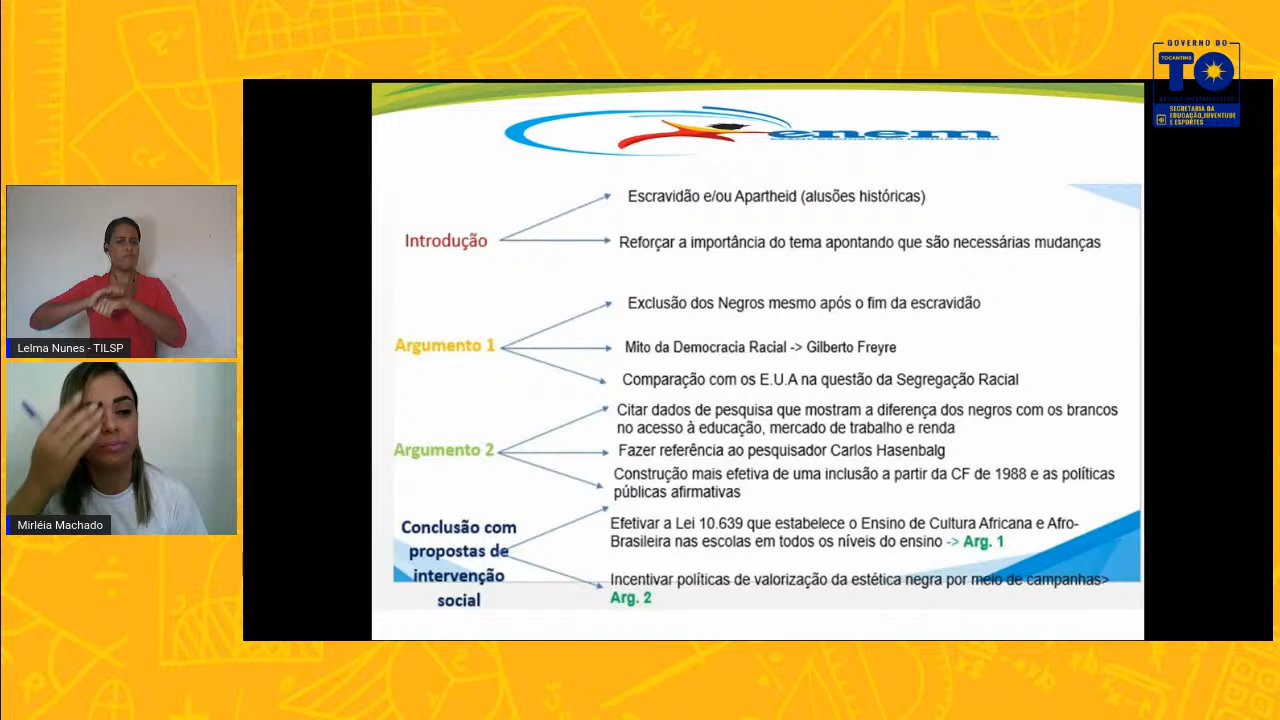 GOVERNO DO
TOCANTINS
TO
SECRETARIA DA
EDUCAÇÃO, JUVENTUDE
E ESPORTES
enem
Introdução
Escravidão e/ou Apartheid (alusões históricas)
Reforçar a importância do tema apontando que são necessárias mudanças
Argumento 1
Exclusão dos Negros mesmo após o fim da escravidão
Mito da Democracia Racial -> Gilberto Freyre
Comparação com os E.U.A na questão da Segregação Racial
Argumento 2
Citar dados de pesquisa que mostram a diferença dos negros com os brancos
no acesso à educação, mercado de trabalho e renda
Fazer referência ao pesquisador Carlos Hasenbalg
Construção mais efetiva de uma inclusão a partir da CF de 1988 e as políticas
públicas afirmativas
Conclusão com
propostas de
intervenção
social
Efetivar a Lei 10.639 que estabelece o Ensino de Cultura Africana e Afro-
Brasileira nas escolas em todos os níveis do ensino -> Arg. 1
Incentivar políticas de valorização da estética negra por meio de campanhas>
Arg. 2
Lelma Nunes - TILSP
Mirléia Machado